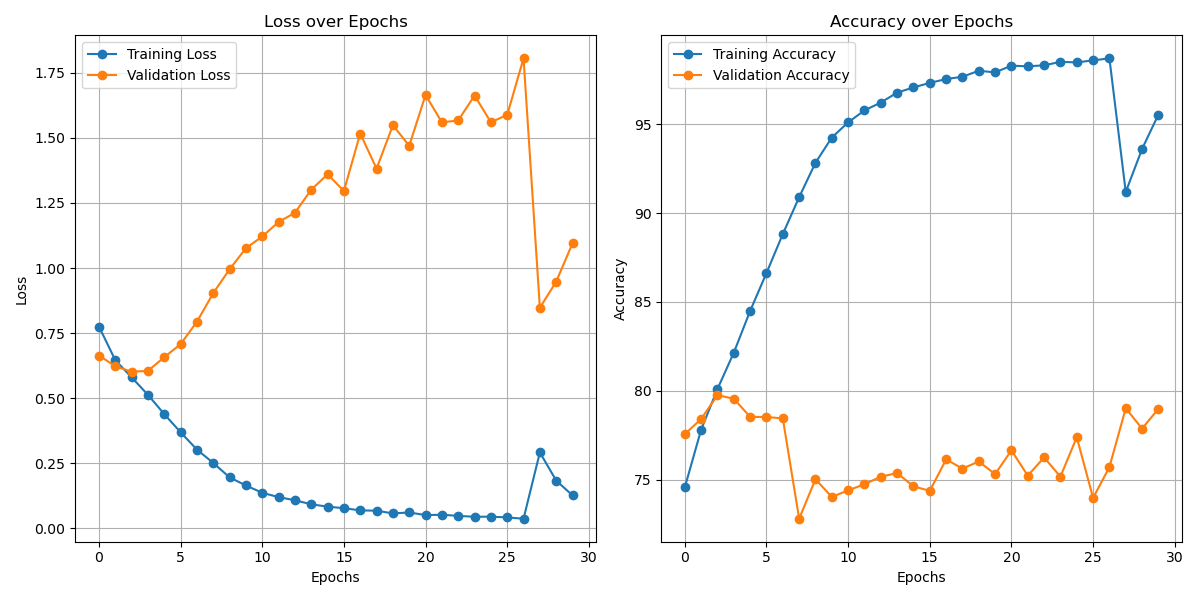 Loss over Epochs
Training Loss
Validation Loss
1.75
1.50
1.25
1.00
0.75
0.50
0.25
0.00
Loss
0 5 10 15 20 25 30
Epochs
Accuracy over Epochs
Training Accuracy
Validation Accuracy
95
90
85
80
75
Accuracy
0 5 10 15 20 25 30
Epochs